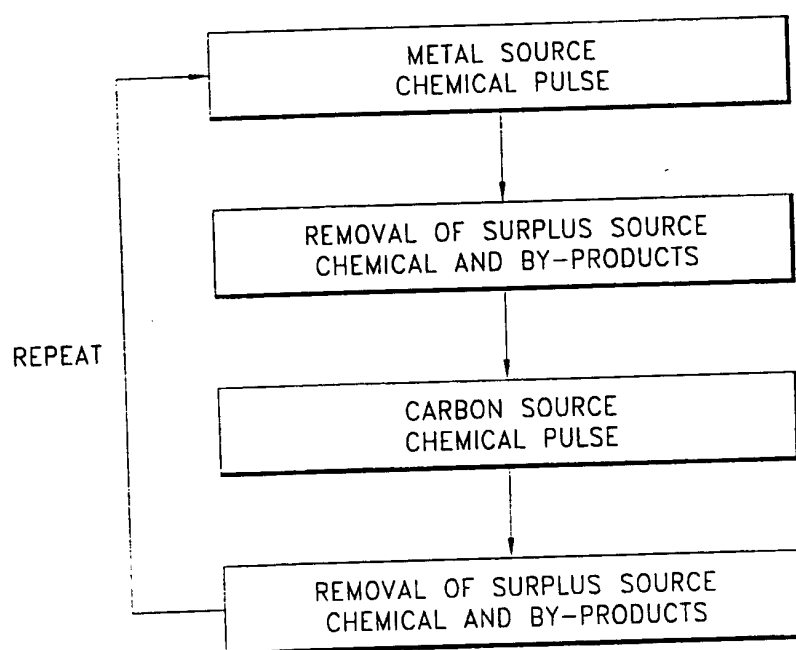 METAL SOURCE
CHEMICAL PULSE
REMOVAL OF SURPLUS SOURCE
CHEMICAL AND BY-PRODUCTS
REPEAT
CARBON SOURCE
CHEMICAL PULSE
REMOVAL OF SURPLUS SOURCE
CHEMICAL AND BY-PRODUCTS